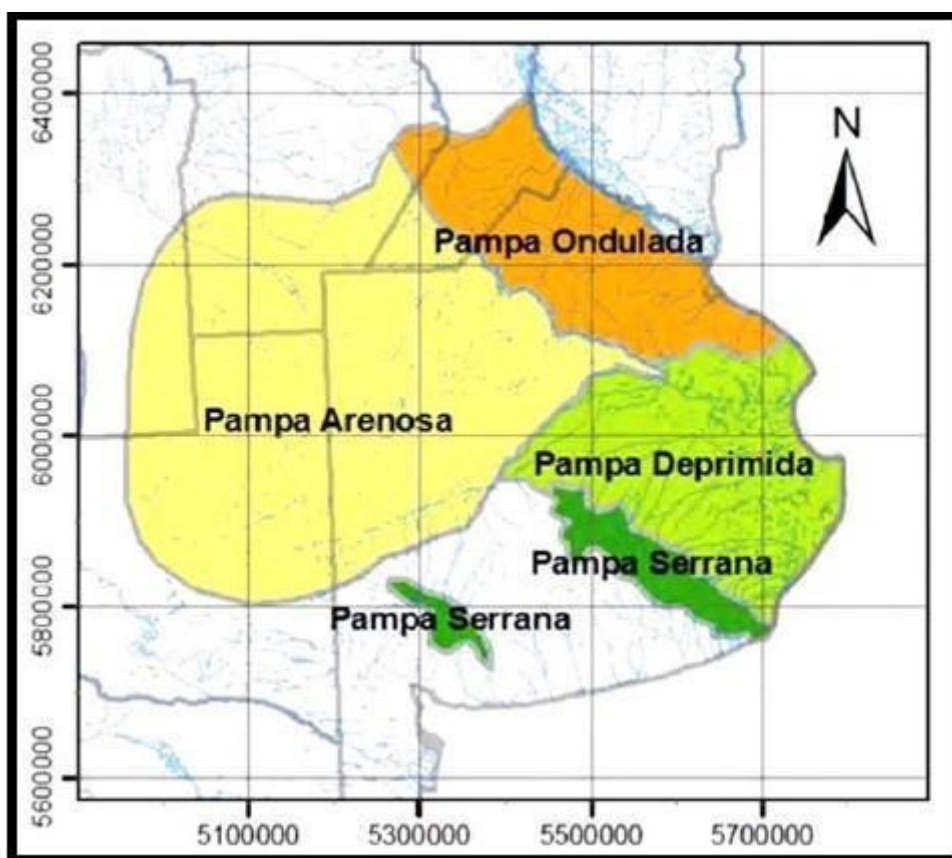 6400000
N
Pampa Ondulada
6200000
Pampa Arenosa
6000000
Pampa Deprimida
Pampa Serrana
Pampa Serrana
5800000
5600000
5100000 5300000 5500000 5700000